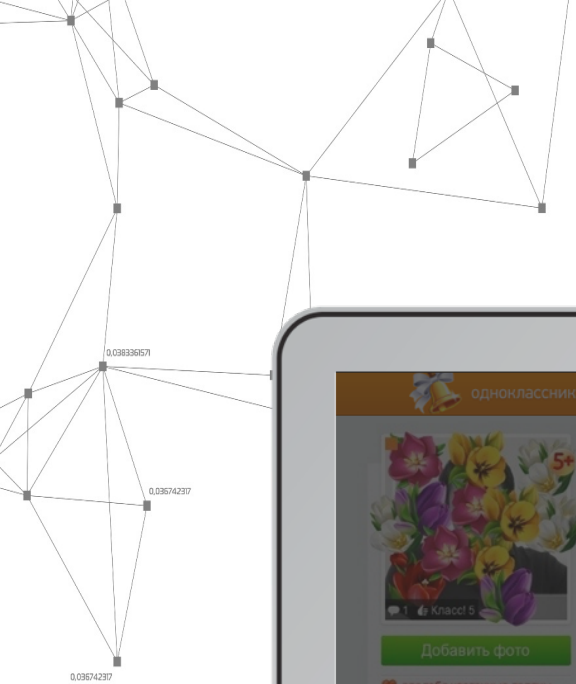 0,0383361571
0,036742317
0,036742317
одноклассник
5+
1 Класс! 5
Добавить фото